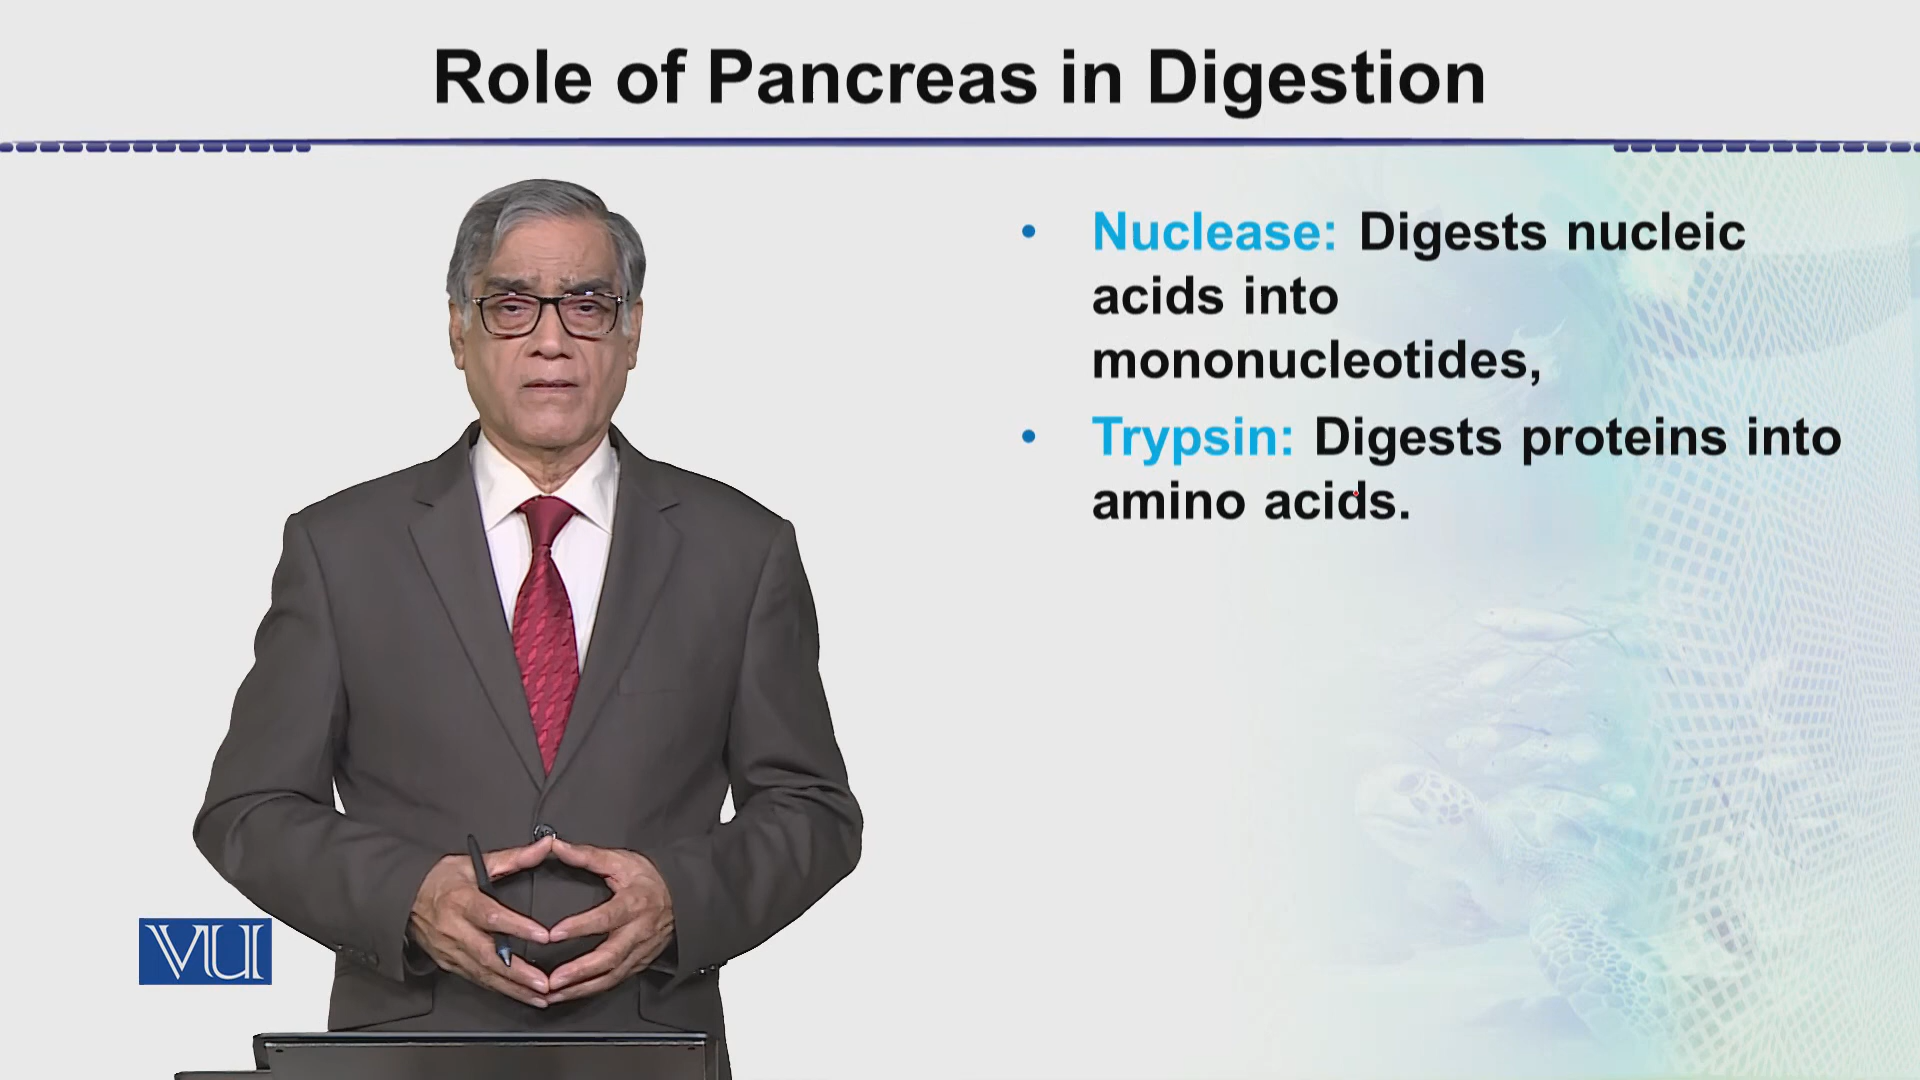 Role of Pancreas in Digestion
• Nuclease: Digests nucleic
acids into
mononucleotides,
• Trypsin: Digests proteins into
amino acids.
VU